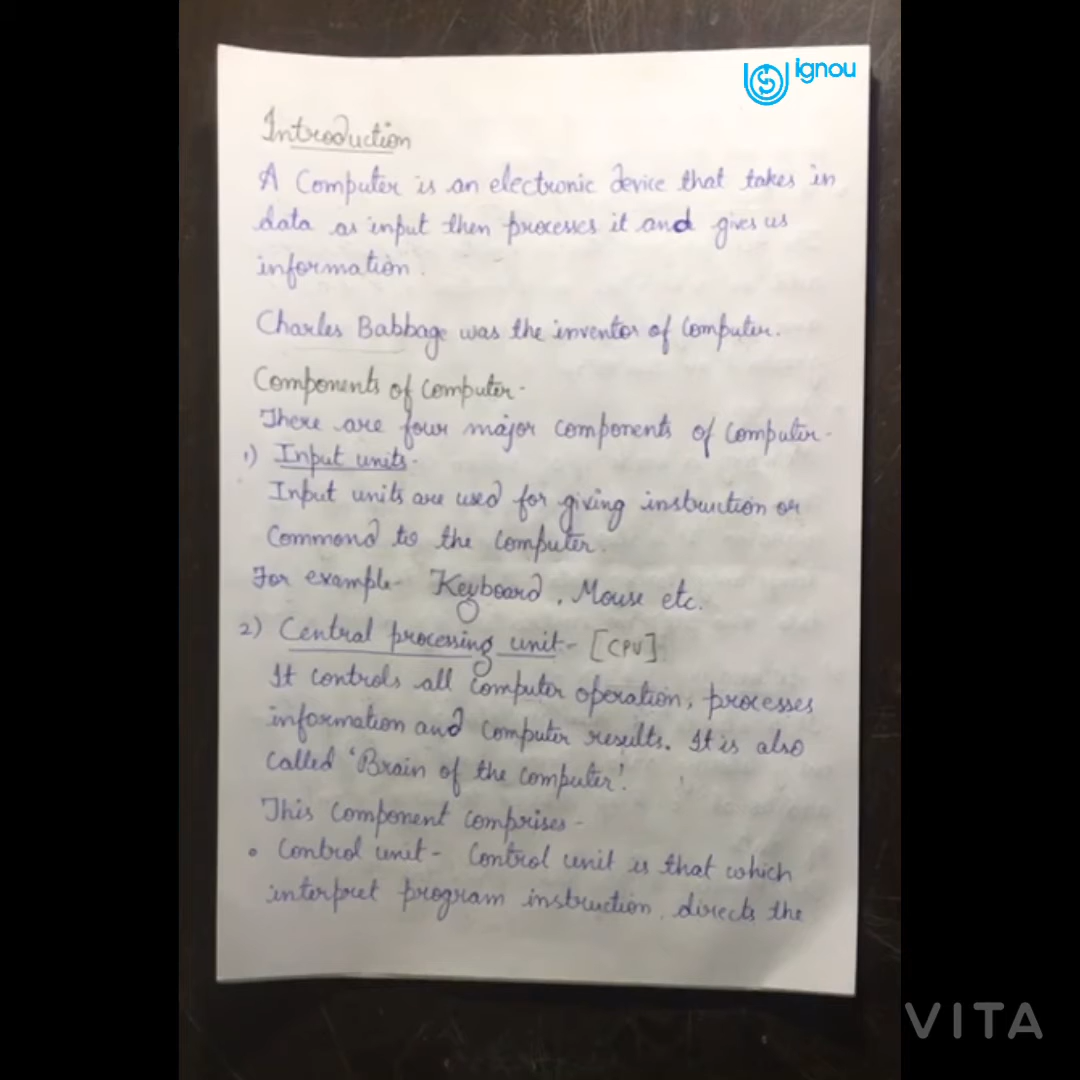 ignou
Introduction
A Computer is an electronic device that takes in
data as input then processes it and gives us
information.
Charles Babbage was the inventor of Computer.
Components of Computer -
There are four major components of Computer -
1) Input units -
Input units are used for giving instruction or
Commond to the computer.
For example - Keyboard, Mouse etc.
2) Central processing unit - [CPU]
It controls all computer operation, processes
information and computer results. It is also
called 'Brain of the computer'.
This component comprises -
• Control unit - Control unit is that which
interpret program instruction, directs the
VITA